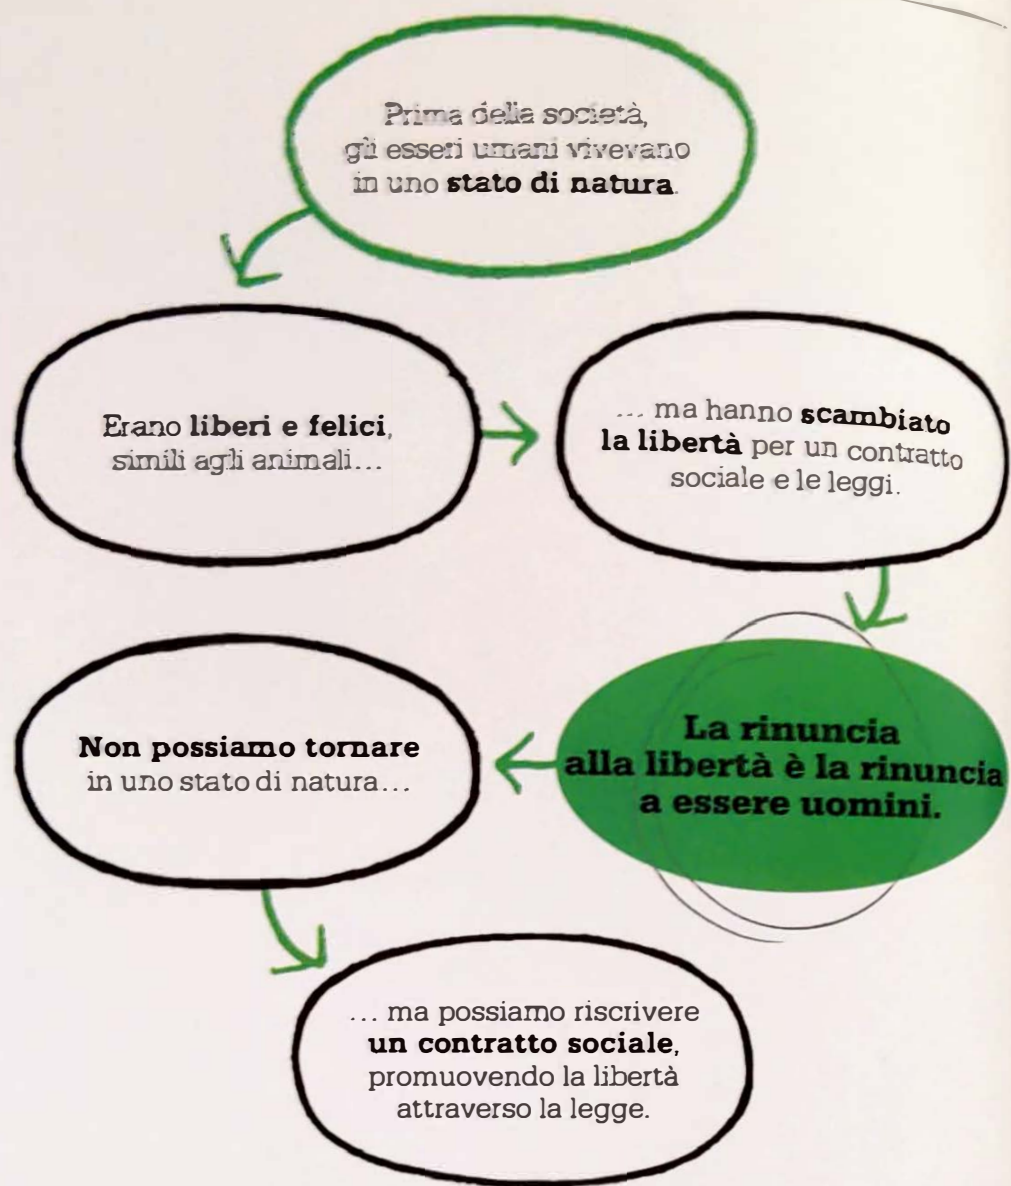 Prima della società,
gli esseri umani vivevano
in uno stato di natura.
Erano liberi e felici,
simili agli animali...
... ma hanno scambiato
la libertà per un contratto
sociale e le leggi.
La rinuncia
alla libertà è la rinuncia
a essere uomini.
Non possiamo tornare
in uno stato di natura...
... ma possiamo riscrivere
un contratto sociale,
promuovendo la libertà
attraverso la legge.